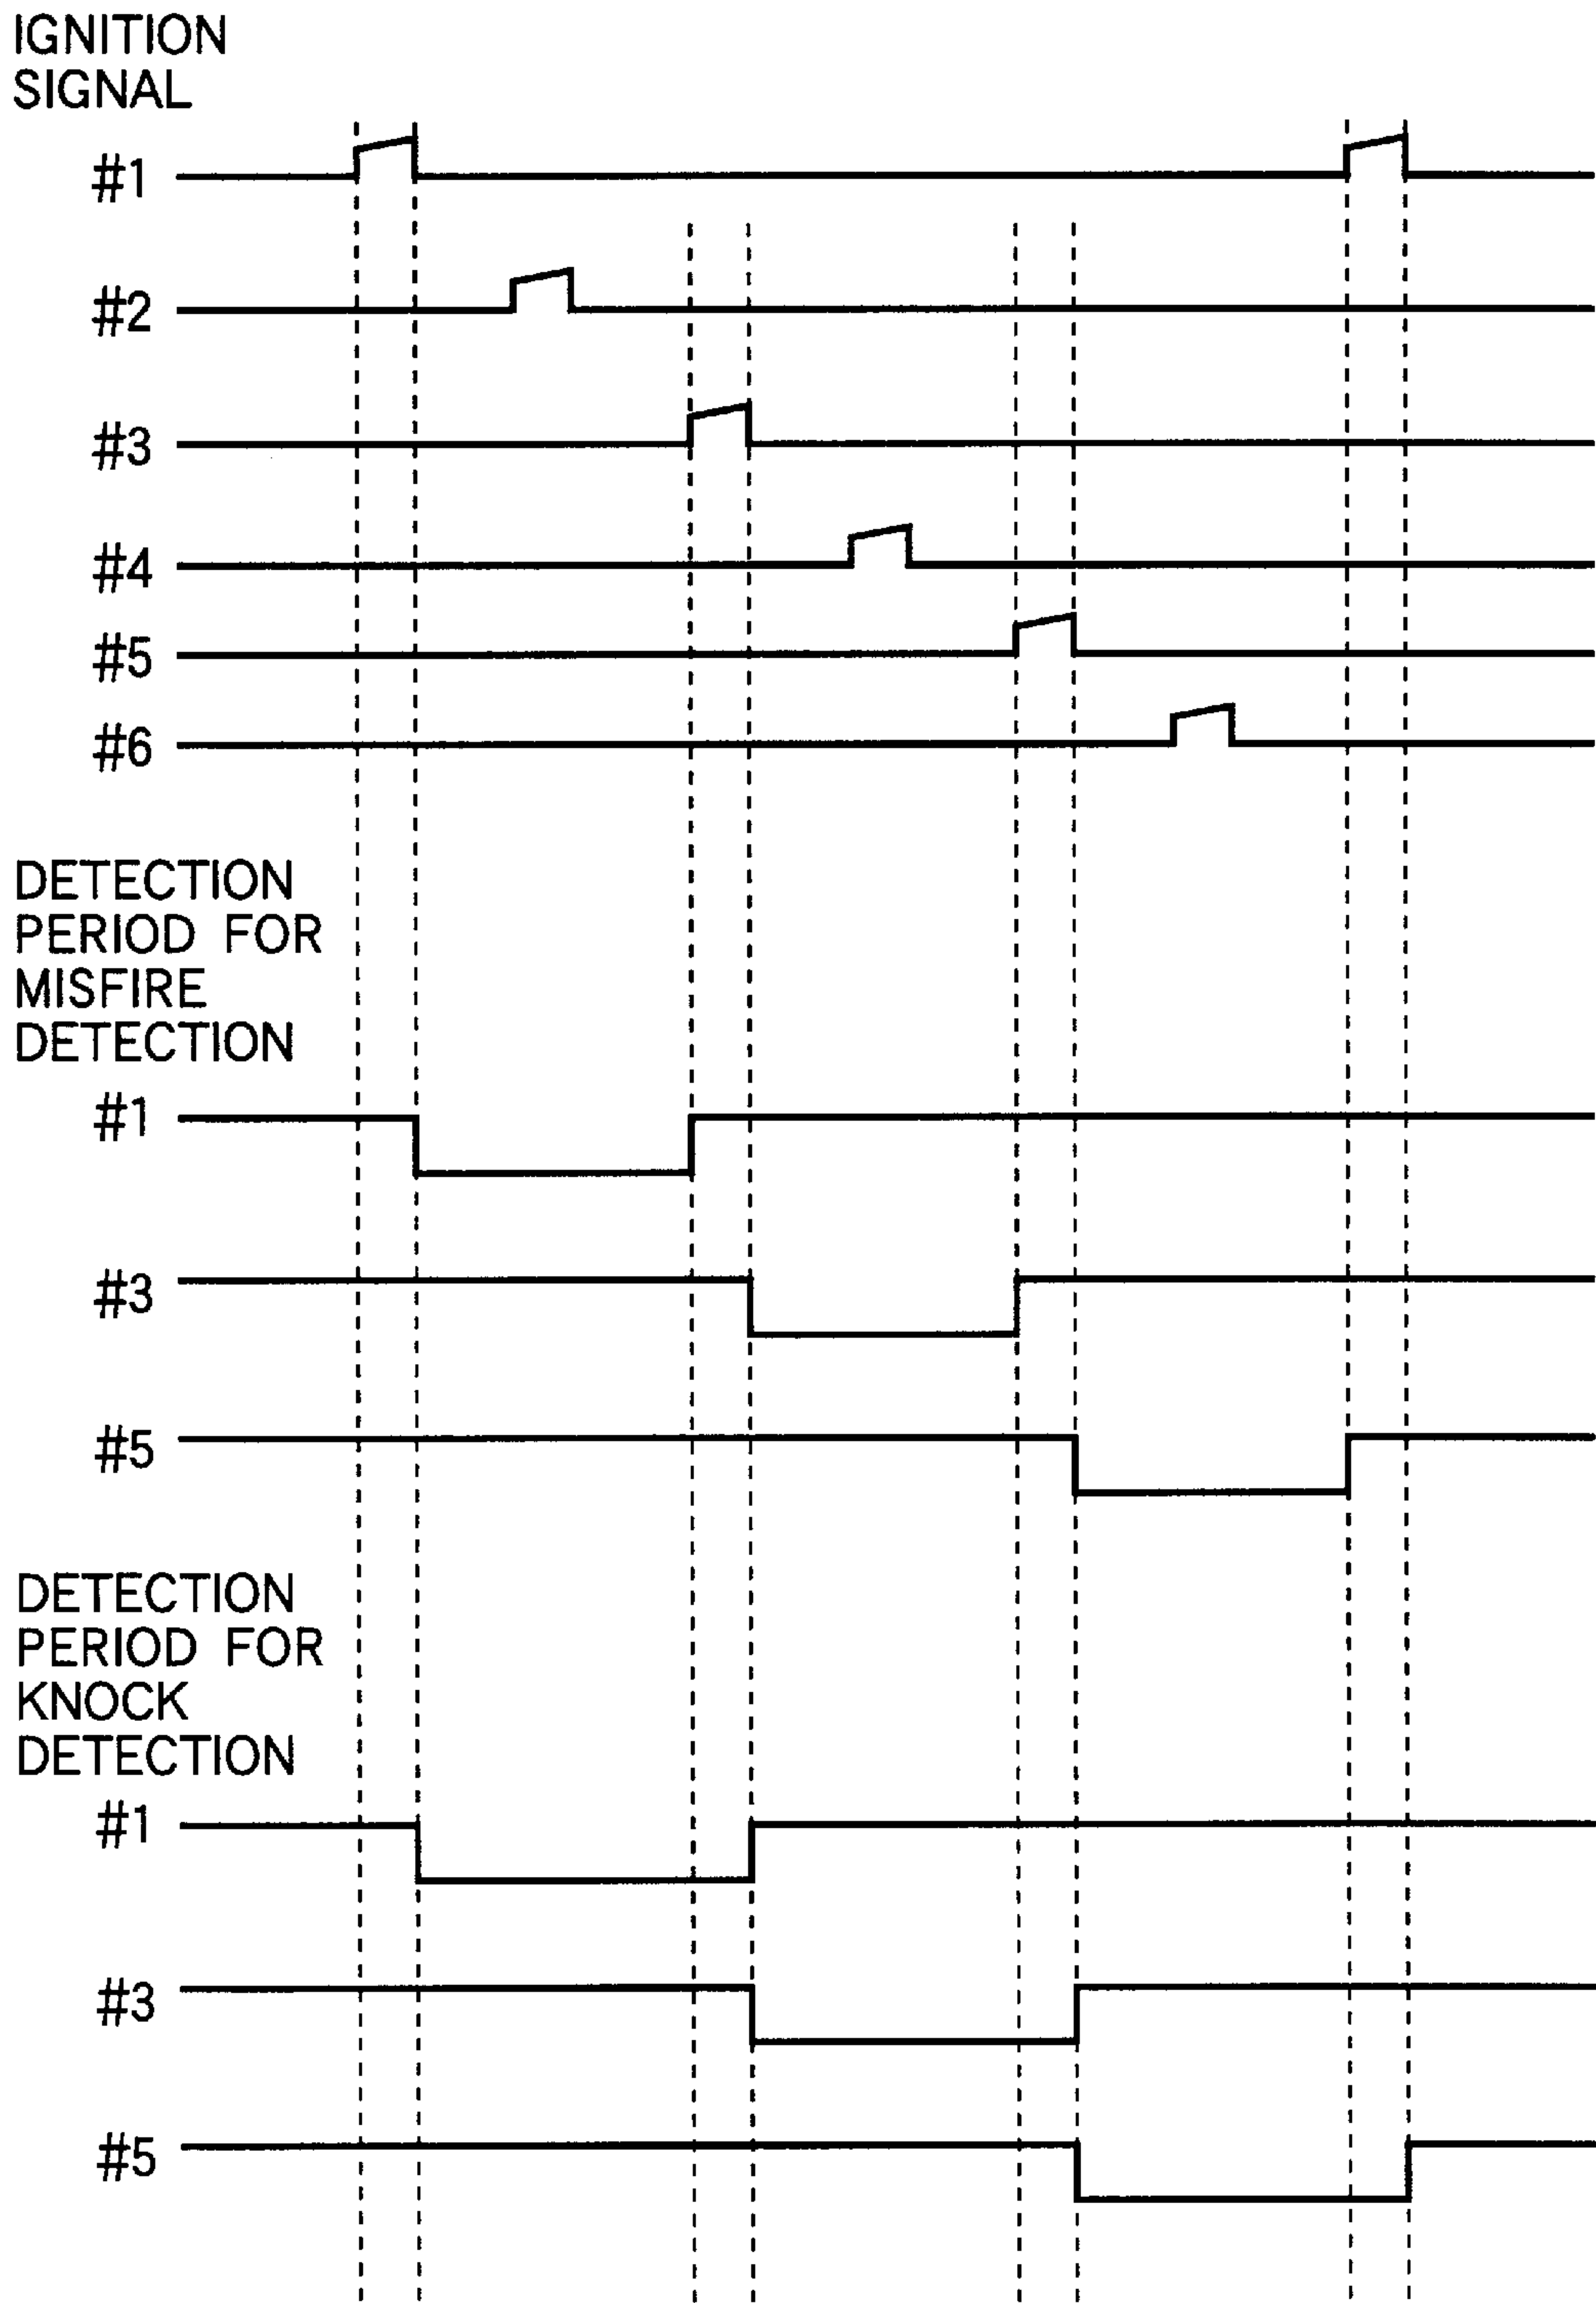 IGNITION
SIGNAL
#1
#2
#3
#4
#5
#6
DETECTION
PERIOD FOR
MISFIRE
DETECTION
#1
#3
#5
DETECTION
PERIOD FOR
KNOCK
DETECTION
#1
#3
#5